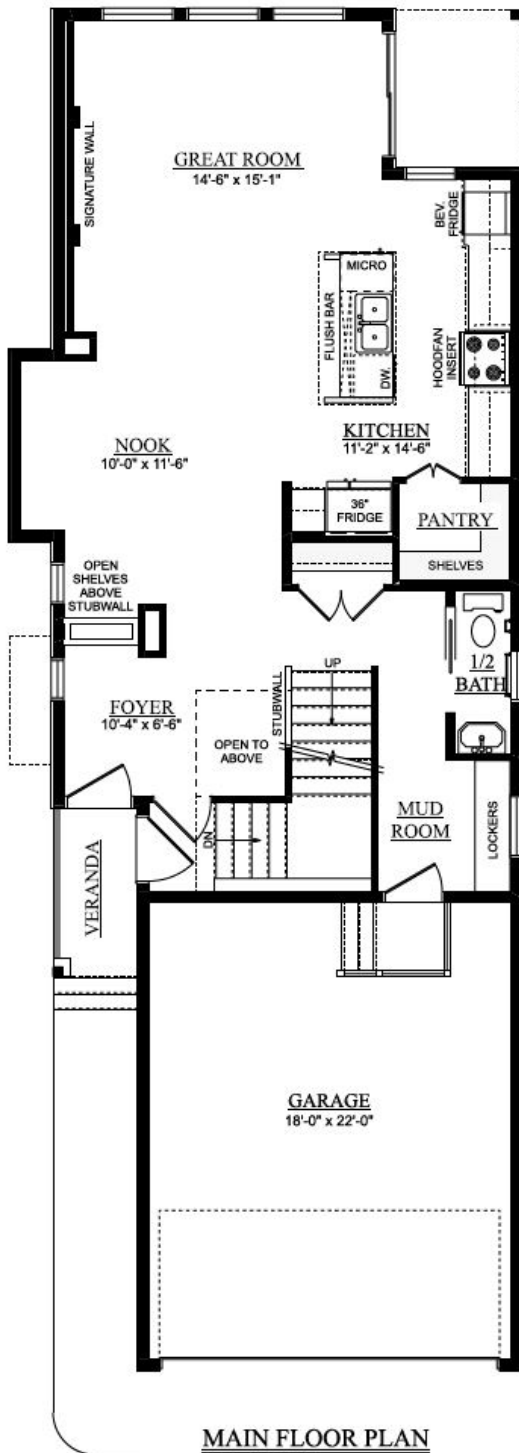 SIGNATURE WALL
GREAT ROOM
14'-6" x 15'-1"
BEV.
FRIDGE
MICRO
FLUSH BAR
DW.
HOODFAN
INSERT
KITCHEN
11'-2" x 14'-6"
NOOK
10'-0" x 11'-6"
36"
FRIDGE
PANTRY
SHELVES
OPEN
SHELVES
ABOVE
STUBWALL
1/2
BATH
UP
STUBWALL
FOYER
10'-4" x 6'-6"
OPEN TO
ABOVE
MUD
ROOM
LOCKERS
DN
VERANDA
GARAGE
18'-0" x 22'-0"
MAIN FLOOR PLAN